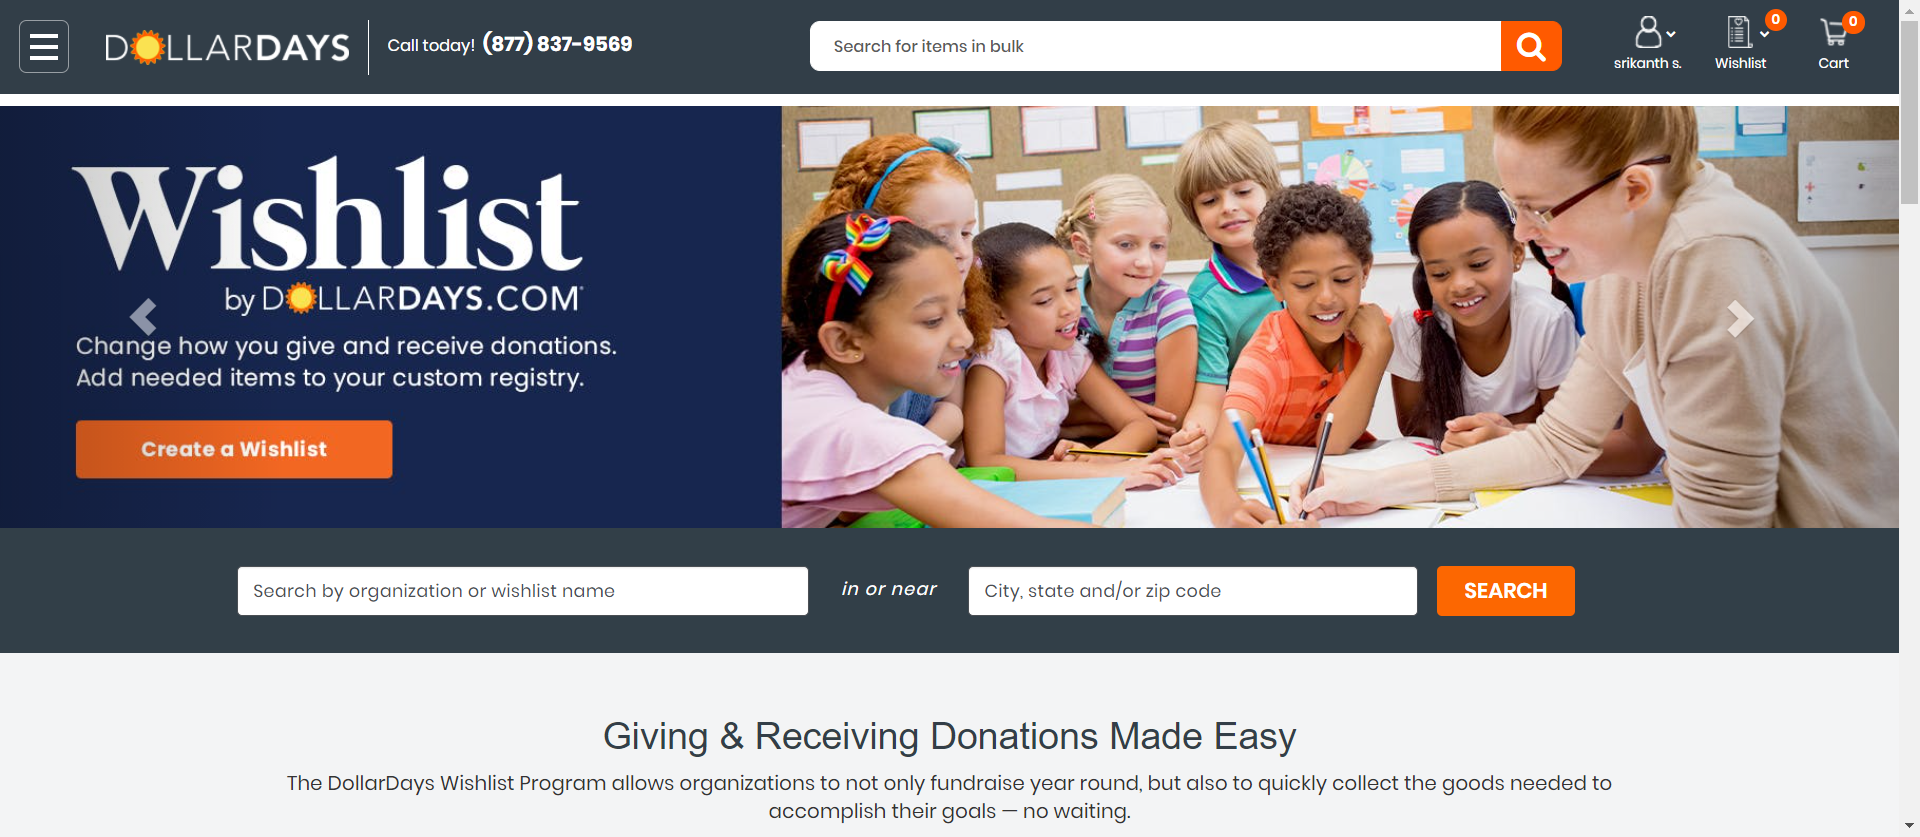 DOLLARDAYS
Call today! (877) 837-9569
Search for items in bulk
srikanth s.
0
Wishlist
0
Cart
Wishlist
by DOLLARDAYS.COM
Change how you give and receive donations.
Add needed items to your custom registry.
Create a Wishlist
Search by organization or wishlist name
in or near
City, state and/or zip code
SEARCH
Giving & Receiving Donations Made Easy
The DollarDays Wishlist Program allows organizations to not only fundraise year round, but also to quickly collect the goods needed to
accomplish their goals — no waiting.